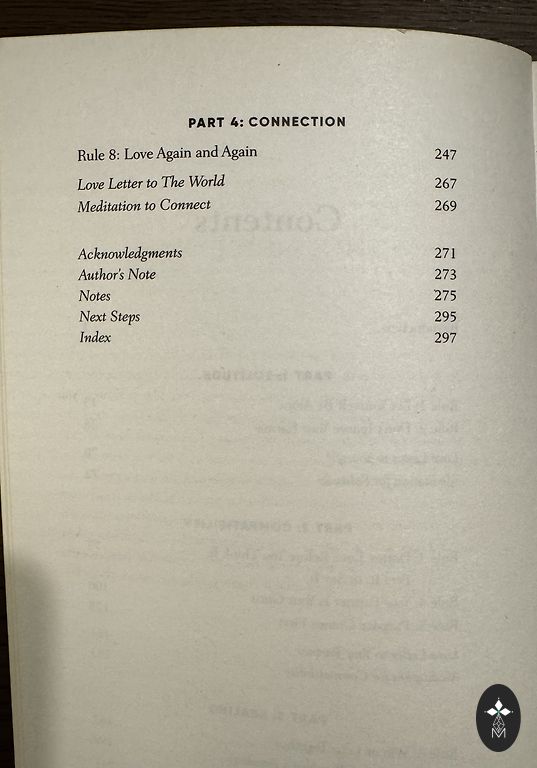 PART 4: CONNECTION
Rule 8: Love Again and Again 247
Love Letter to The World 267
Meditation to Connect 269
Acknowledgments 271
Author's Note 273
Notes 275
Next Steps 295
Index 297
M